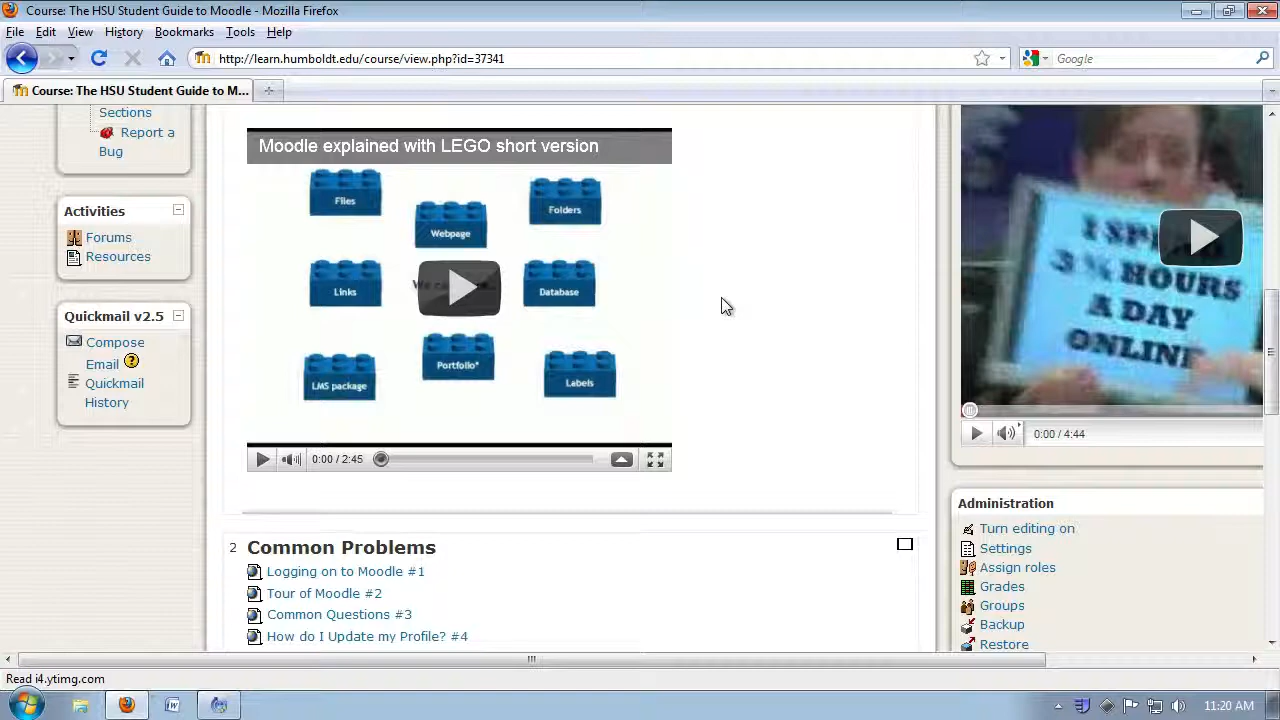 Course: The HSU Student Guide to Moodle - Mozilla Firefox
File Edit View History Bookmarks Tools Help
http://learn.humboldt.edu/course/view.php?id=37341
Google
Course: The HSU Student Guide to M...
Sections
Report a
Bug
Activities
Forums
Resources
Quickmail v2.5
Compose
Email
Quickmail
History
Moodle explained with LEGO short version
Files
Folders
Webpage
Links
Database
Portfolio*
LMS package
Labels
0:00 / 2:45
2 Common Problems
Logging on to Moodle #1
Tour of Moodle #2
Common Questions #3
How do I Update my Profile? #4
I SPEND
3 ½ HOURS
A DAY
ONLINE
0:00 / 4:44
Administration
Turn editing on
Settings
Assign roles
Grades
Groups
Backup
Restore
Read i4.ytimg.com
11:20 AM